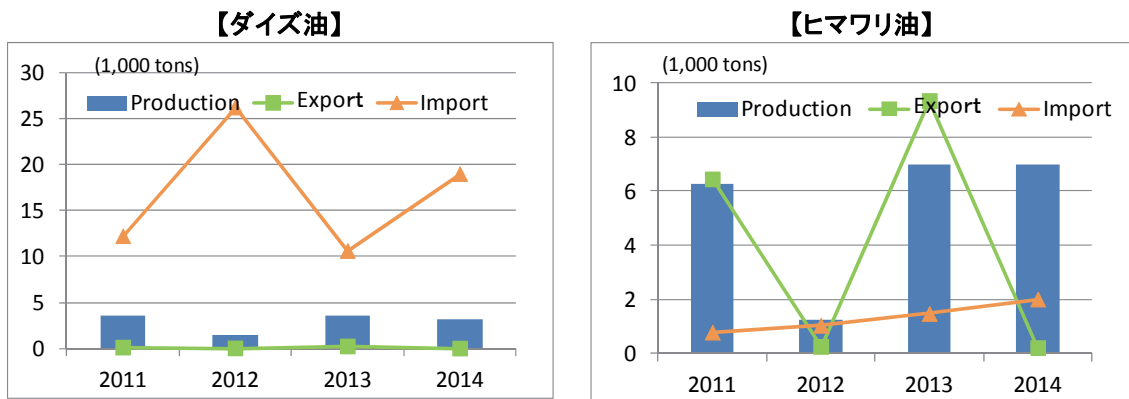 【ダイズ油】
(1,000 tons)
Production Export Import
30
25
20
15
10
5
0
2011 2012 2013 2014
【ヒマワリ油】
(1,000 tons)
Production Export Import
10
8
6
4
2
0
2011 2012 2013 2014